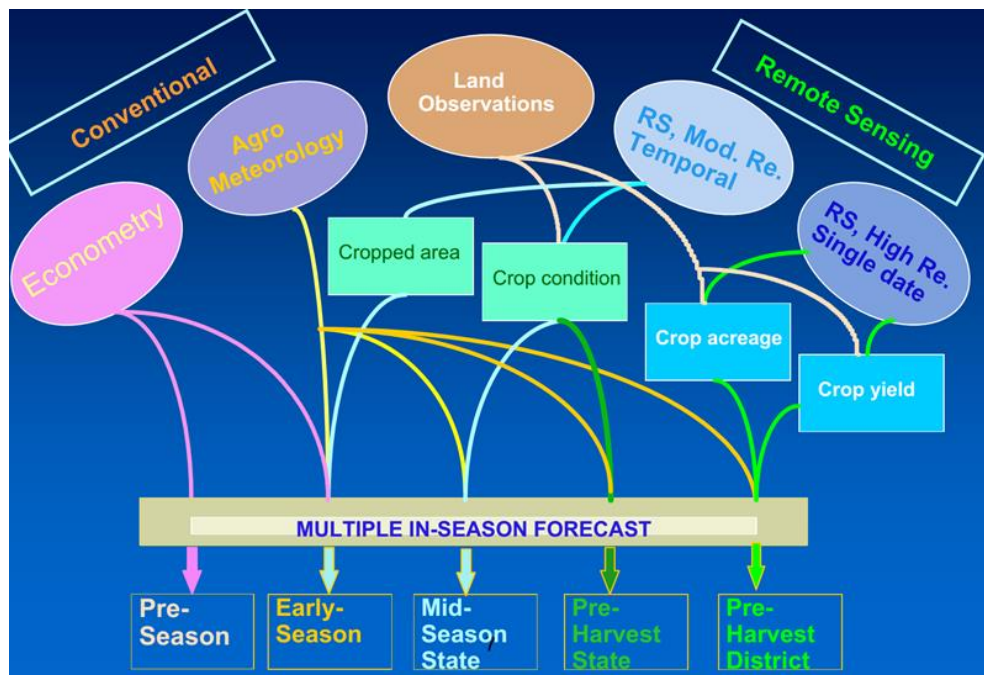 Conventional
Remote Sensing
Land
Observations
Agro
Meteorology
RS, Mod. Re.
Temporal
Econometry
RS, High Re.
Single date
Cropped area
Crop condition
Crop acreage
Crop yield
MULTIPLE IN-SEASON FORECAST
Pre-
Season
Early-
Season
Mid-
Season
State
Pre-
Harvest
State
Pre-
Harvest
District